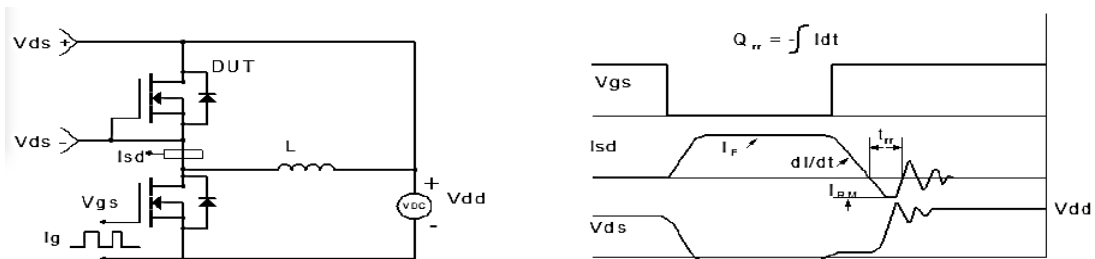 Vds +
DUT
Vds -
Isd
L
Vgs
Ig
VDC
+
-
Vdd
Q rr = -∫ Idt
Vgs
Isd
I F
dI/dt
t rr
I RM
Vds
Vdd